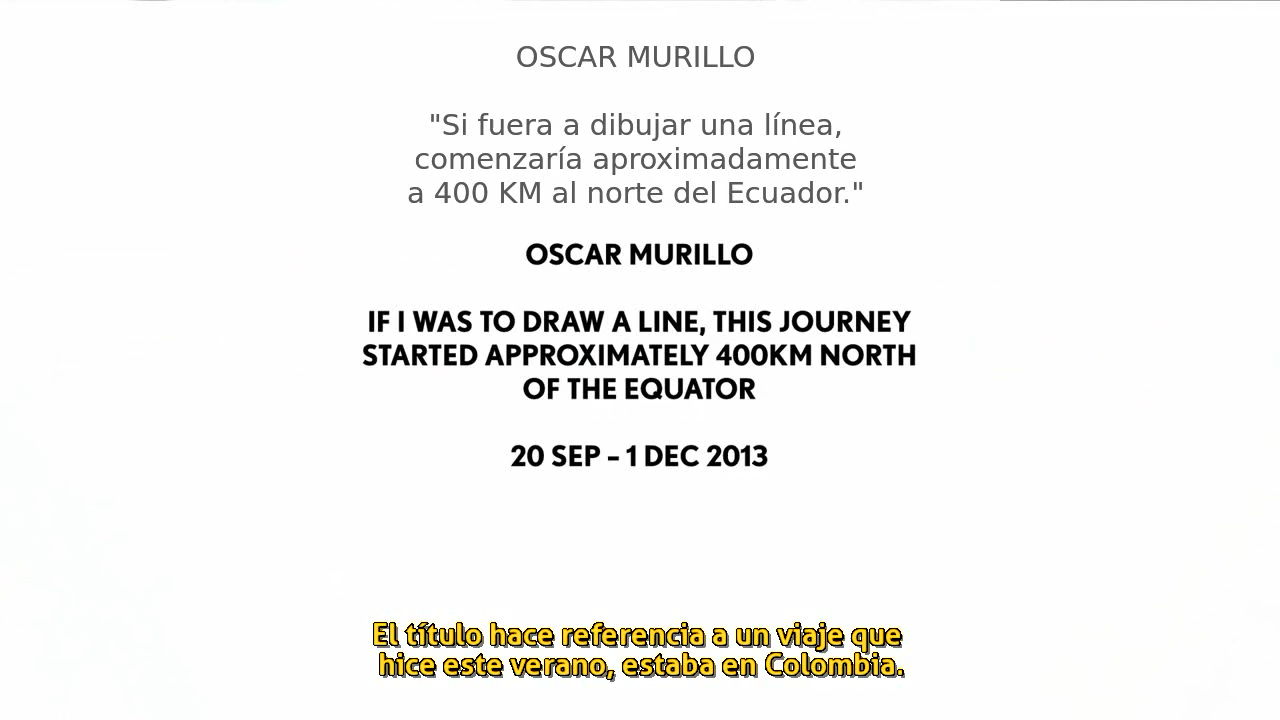 OSCAR MURILLO
"Si fuera a dibujar una línea,
comenzaría aproximadamente
a 400 KM al norte del Ecuador."
OSCAR MURILLO
IF I WAS TO DRAW A LINE, THIS JOURNEY
STARTED APPROXIMATELY 400KM NORTH
OF THE EQUATOR
20 SEP – 1 DEC 2013
El título hace referencia a un viaje que
hice este verano, estaba en Colombia.